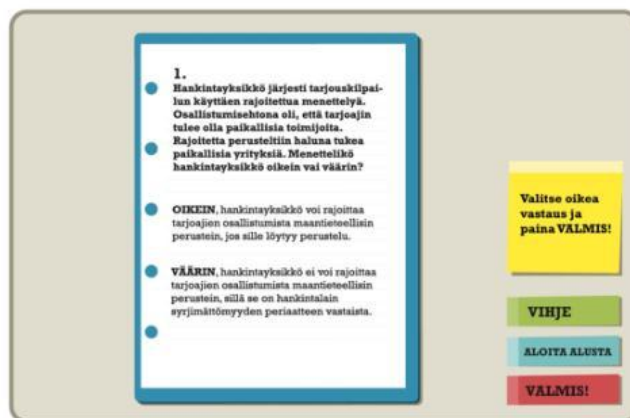 1.
Hankintayksikkö järjesti tarjouskilpai-
lun käyttäen rajoitettua menettelyä.
Osallistumisehtona oli, että tarjoajin
tulee olla paikallisia toimijoita.
Rajoitetta perusteltiin haluna tukea
paikallisia yrityksiä. Menettelikö
hankintayksikkö oikein vai väärin?
OIKEIN, hankintayksikkö voi rajoittaa
tarjoajien osallistumista maantieteellisin
perustein, jos sille löytyy perustelu.
VÄÄRIN, hankintayksikkö ei voi rajoittaa
tarjoajien osallistumista maantieteellisin
perustein, sillä se on hankintalain
syrjimättömyyden periaatteen vastaista.
Valitse oikea
vastaus ja
paina VALMIS!
VIHJE
ALOITA ALUSTA
VALMIS!